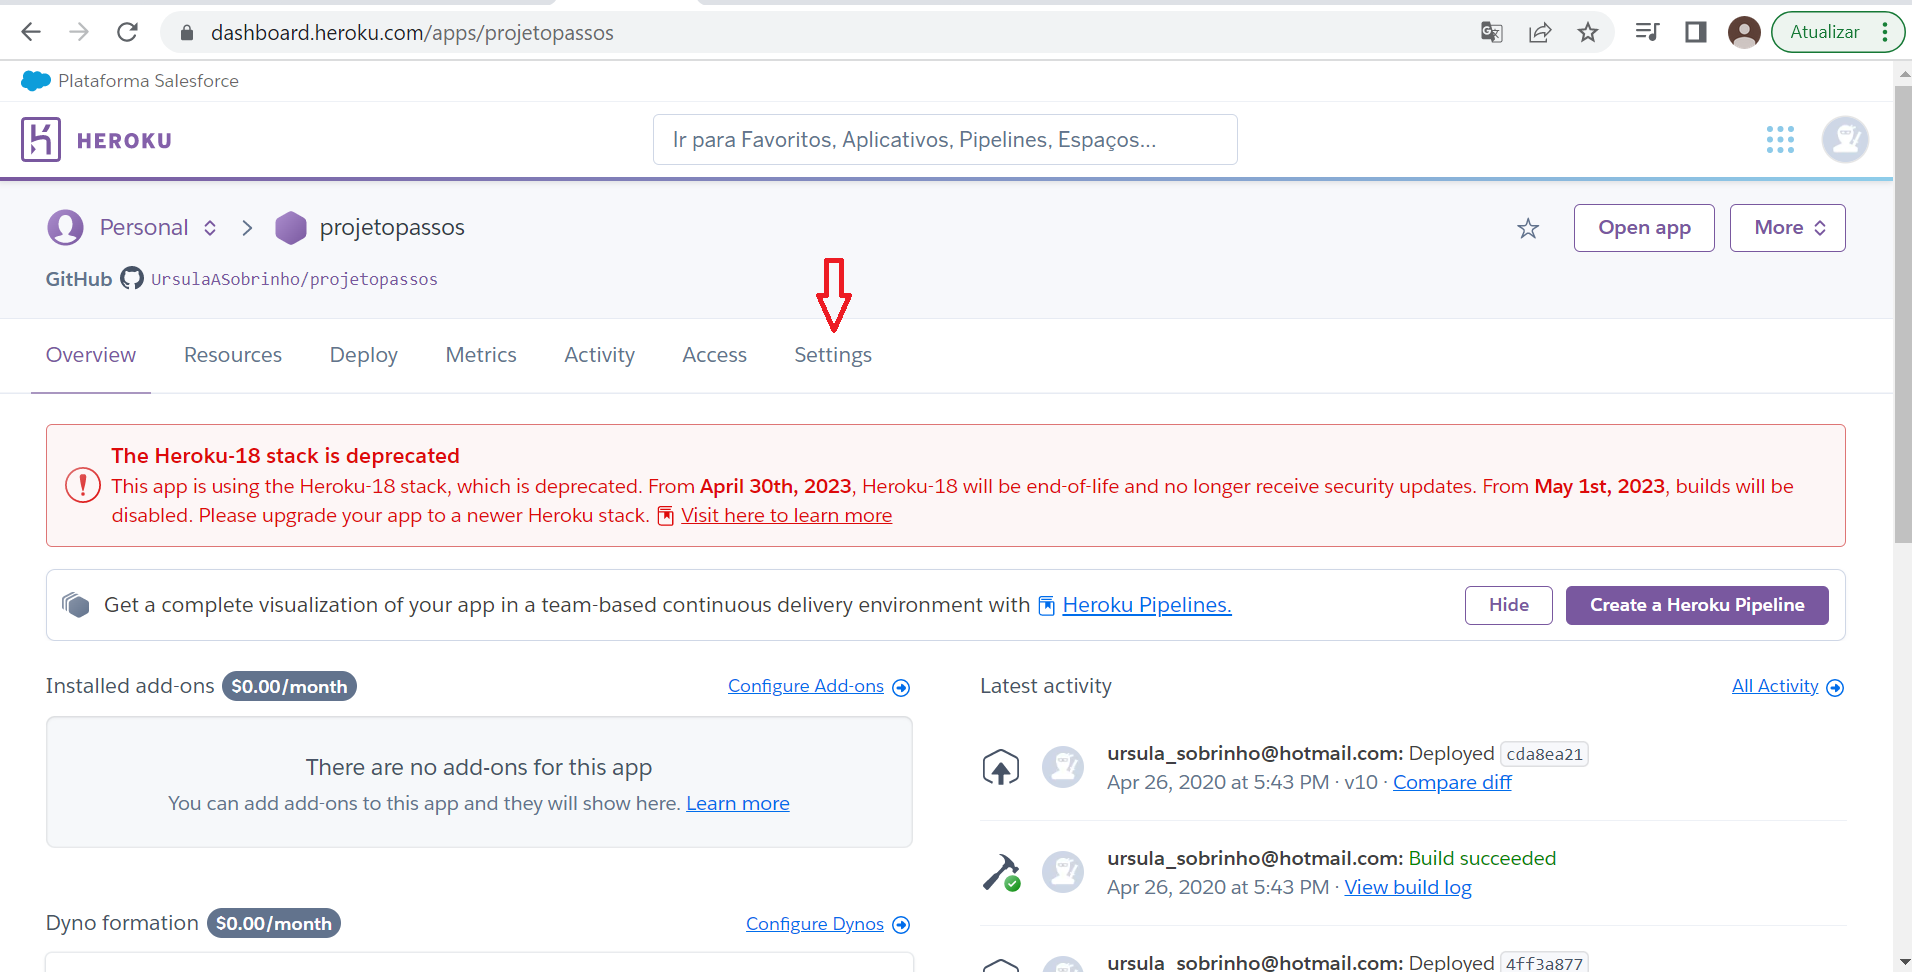 dashboard.heroku.com/apps/projetopassos
Atualizar
Plataforma Salesforce
HEROKU
Ir para Favoritos, Aplicativos, Pipelines, Espaços...
Personal
projetopassos
Open app
More
GitHub UrsulaASobrinho/projetopassos
Overview Resources Deploy Metrics Activity Access Settings
The Heroku-18 stack is deprecated
This app is using the Heroku-18 stack, which is deprecated. From April 30th, 2023, Heroku-18 will be end-of-life and no longer receive security updates. From May 1st, 2023, builds will be
disabled. Please upgrade your app to a newer Heroku stack. Visit here to learn more
Get a complete visualization of your app in a team-based continuous delivery environment with Heroku Pipelines.
Hide
Create a Heroku Pipeline
Installed add-ons $0.00/month
Configure Add-ons
There are no add-ons for this app
You can add add-ons to this app and they will show here. Learn more
Dyno formation $0.00/month
Configure Dynos
Latest activity
All Activity
ursula_sobrinho@hotmail.com: Deployed cda8ea21
Apr 26, 2020 at 5:43 PM · v10 · Compare diff
ursula_sobrinho@hotmail.com: Build succeeded
Apr 26, 2020 at 5:43 PM · View build log
ursula_sobrinho@hotmail.com: Deployed 4ff3a877